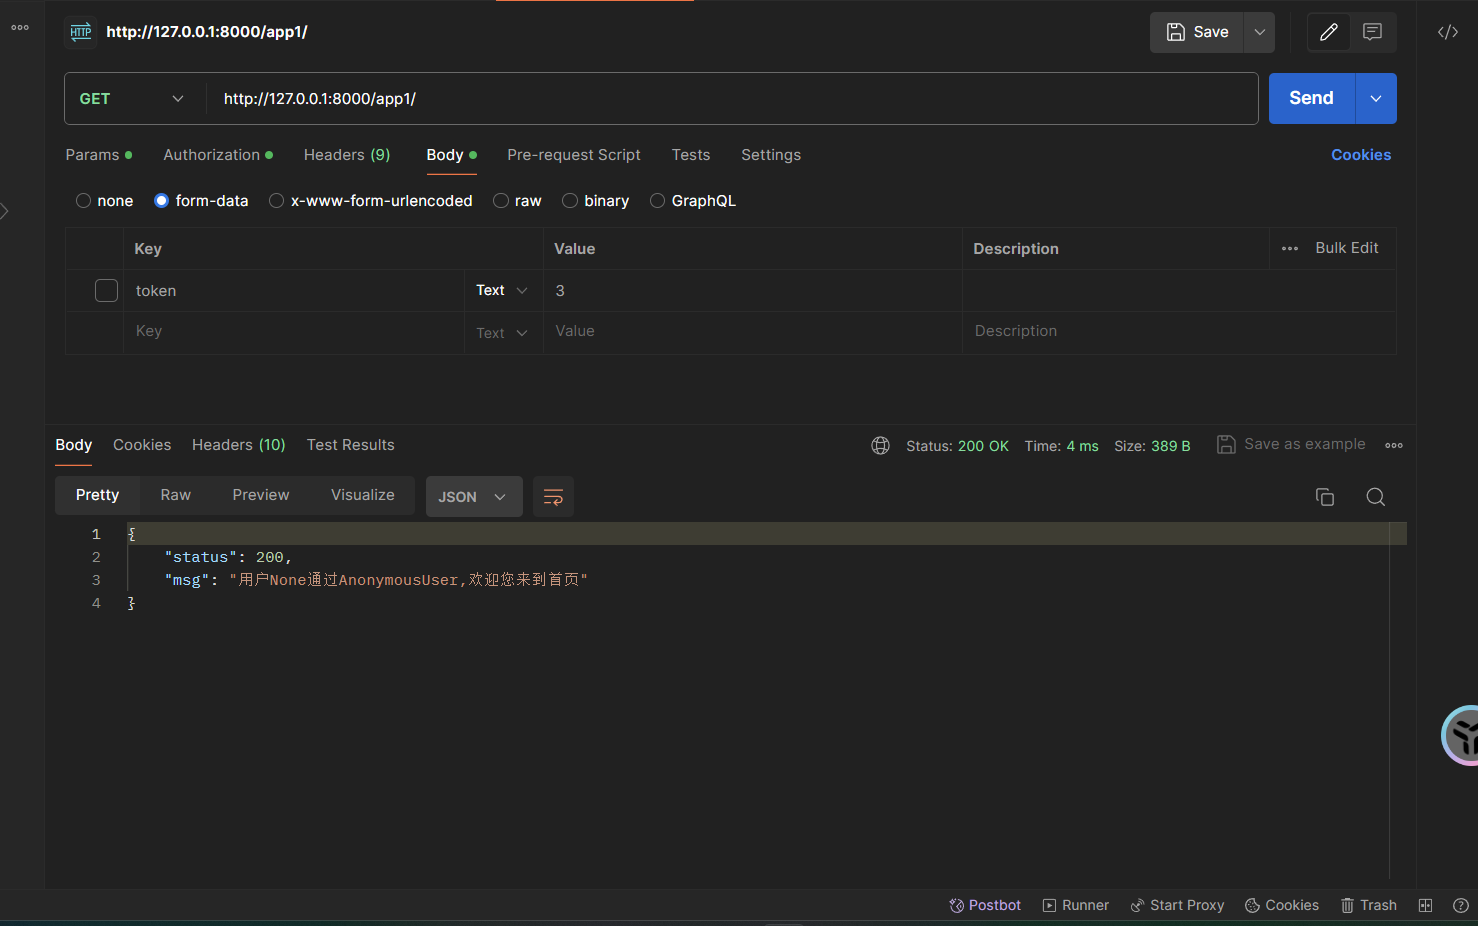 HTTP http://127.0.0.1:8000/app1/ Save
GET http://127.0.0.1:8000/app1/ Send
Params Authorization Headers (9) Body Pre-request Script Tests Settings Cookies
none form-data x-www-form-urlencoded raw binary GraphQL
Key Value Description Bulk Edit
token Text 3
Key Text Value Description
Body Cookies Headers (10) Test Results Status: 200 OK Time: 4 ms Size: 389 B Save as example
Pretty Raw Preview Visualize JSON
1 {
2 "status": 200,
3 "msg": "用户None通过AnonymousUser,欢迎您来到首页"
4 }
Postbot Runner Start Proxy Cookies Trash